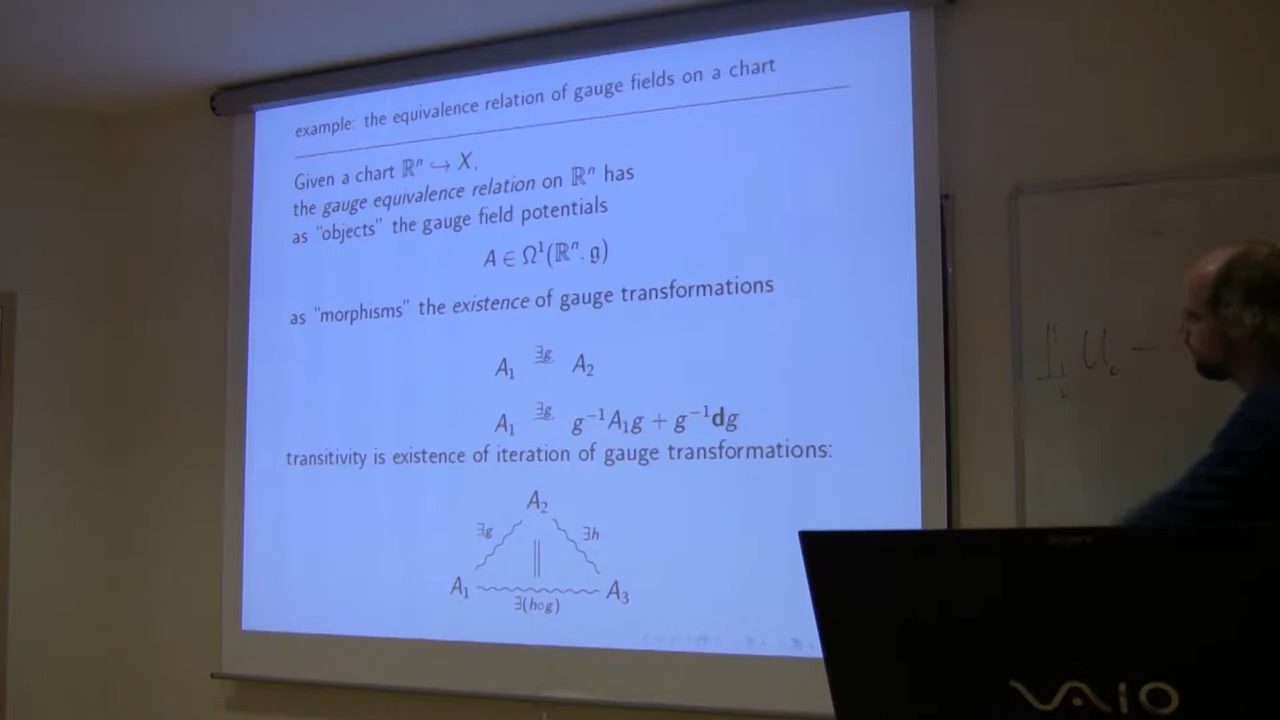 example: the equivalence relation of gauge fields on a chart
Given a chart ℝⁿ ↪ X,
the gauge equivalence relation on ℝⁿ has
as "objects" the gauge field potentials
A ∈ Ω¹(ℝⁿ, 𝔤)
as "morphisms" the existence of gauge transformations
A₁ ∃g = A₂
A₁ ∃g = g⁻¹A₁g + g⁻¹dg
transitivity is existence of iteration of gauge transformations:
A₂
∃g ∃h
A₁ A₃
∃(h∘g)
VAIO